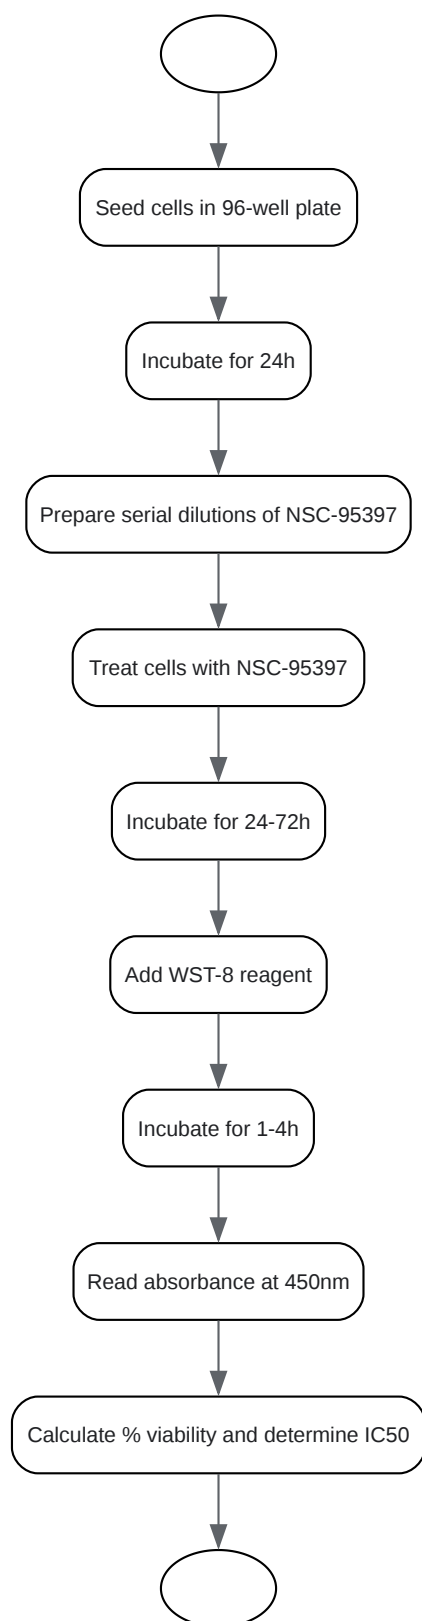 Seed cells in 96-well plate
Incubate for 24h
Prepare serial dilutions of NSC-95397
Treat cells with NSC-95397
Incubate for 24-72h
Add WST-8 reagent
Incubate for 1-4h
Read absorbance at 450nm
Calculate % viability and determine IC50